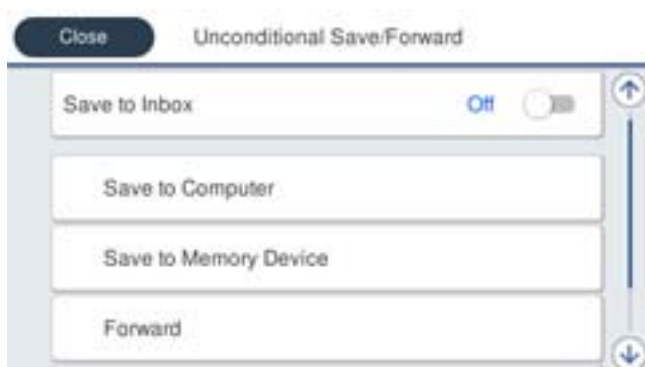 Close Unconditional Save/Forward
Save to Inbox Off
Save to Computer
Save to Memory Device
Forward